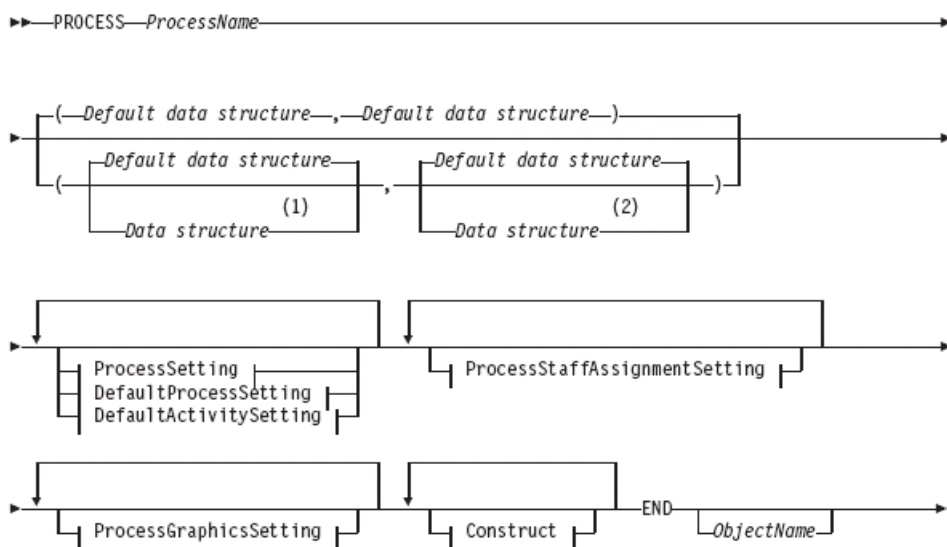 PROCESS ProcessName
( Default data structure , Default data structure )
Default data structure Default data structure
( , )
(1) (2)
Data structure Data structure
ProcessSetting ProcessStaffAssignmentSetting
DefaultProcessSetting
DefaultActivitySetting
END
ProcessGraphicsSetting Construct ObjectName